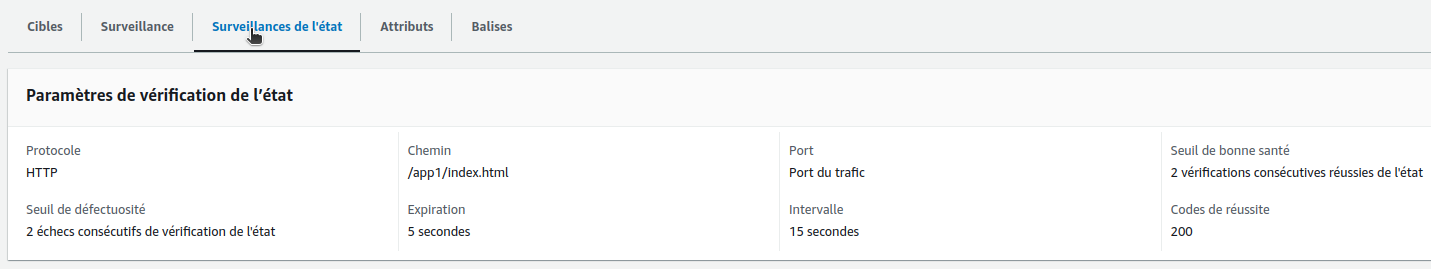 Cibles Surveillance Surveillances de l'état Attributs Balises
Paramètres de vérification de l’état
Protocole Chemin Port Seuil de bonne santé
HTTP /app1/index.html Port du trafic 2 vérifications consécutives réussies de l'état
Seuil de défectuosité Expiration Intervalle Codes de réussite
2 échecs consécutifs de vérification de l'état 5 secondes 15 secondes 200